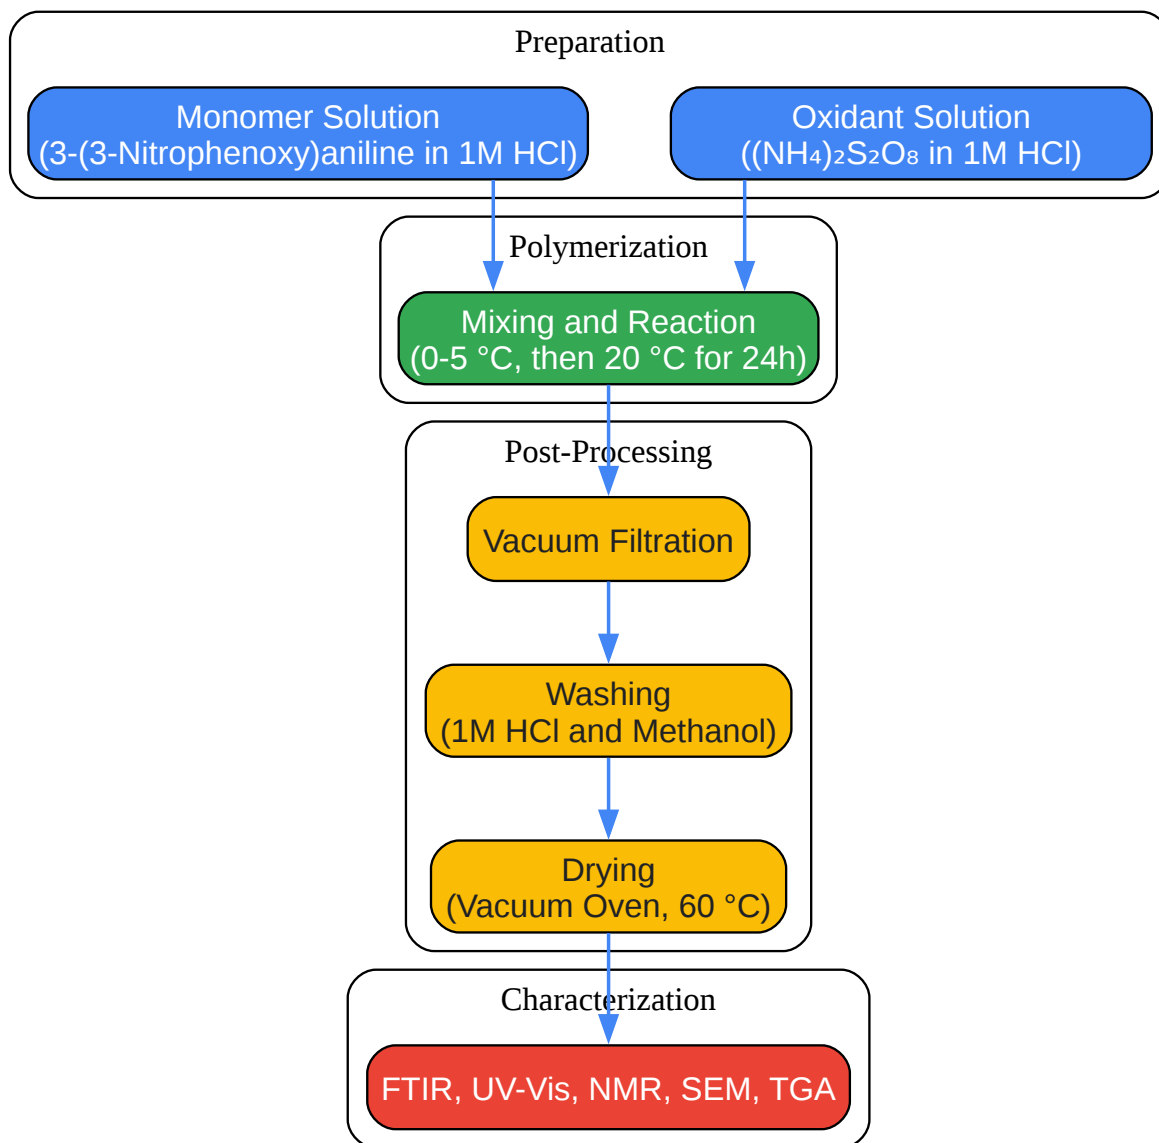 Preparation
Monomer Solution
(3-(3-Nitrophenoxy)aniline in 1M HCl)
Oxidant Solution
((NH₄)₂S₂O₈ in 1M HCl)
Polymerization
Mixing and Reaction
(0-5 °C, then 20 °C for 24h)
Post-Processing
Vacuum Filtration
Washing
(1M HCl and Methanol)
Drying
(Vacuum Oven, 60 °C)
Characterization
FTIR, UV-Vis, NMR, SEM, TGA